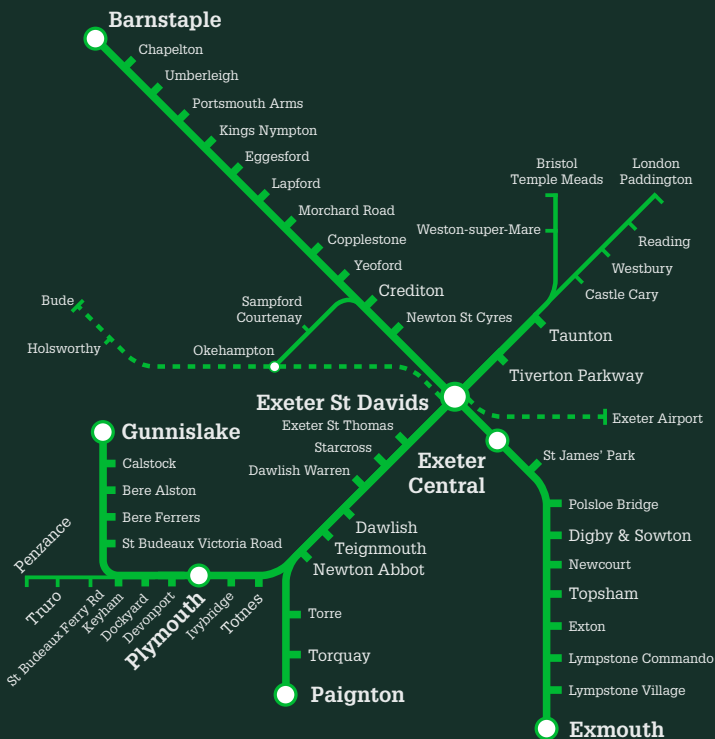 Barnstaple
Chapelton
Umberleigh
Portsmouth Arms
Kings Nympton
Eggesford
Lapford
Morchard Road
Copplestone
Yeoford
Crediton
Newton St Cyres
Bristol
Temple Meads
London
Paddington
Weston-super-Mare
Reading
Westbury
Castle Cary
Taunton
Tiverton Parkway
Bude
Holsworthy
Sampford
Courtenay
Okehampton
Exeter St Davids
Exeter Airport
Exeter
Central
St James' Park
Exeter St Thomas
Starcross
Dawlish Warren
Dawlish
Teignmouth
Newton Abbot
Gunnislake
Calstock
Bere Alston
Bere Ferrers
St Budeaux Victoria Road
Penzance
Truro
St Budeaux Ferry Rd
Keyham
Dockyard
Devonport
Plymouth
Ivybridge
Totnes
Torre
Torquay
Paignton
Polsloe Bridge
Digby & Sowton
Newcourt
Topsham
Exton
Lympstone Commando
Lympstone Village
Exmouth